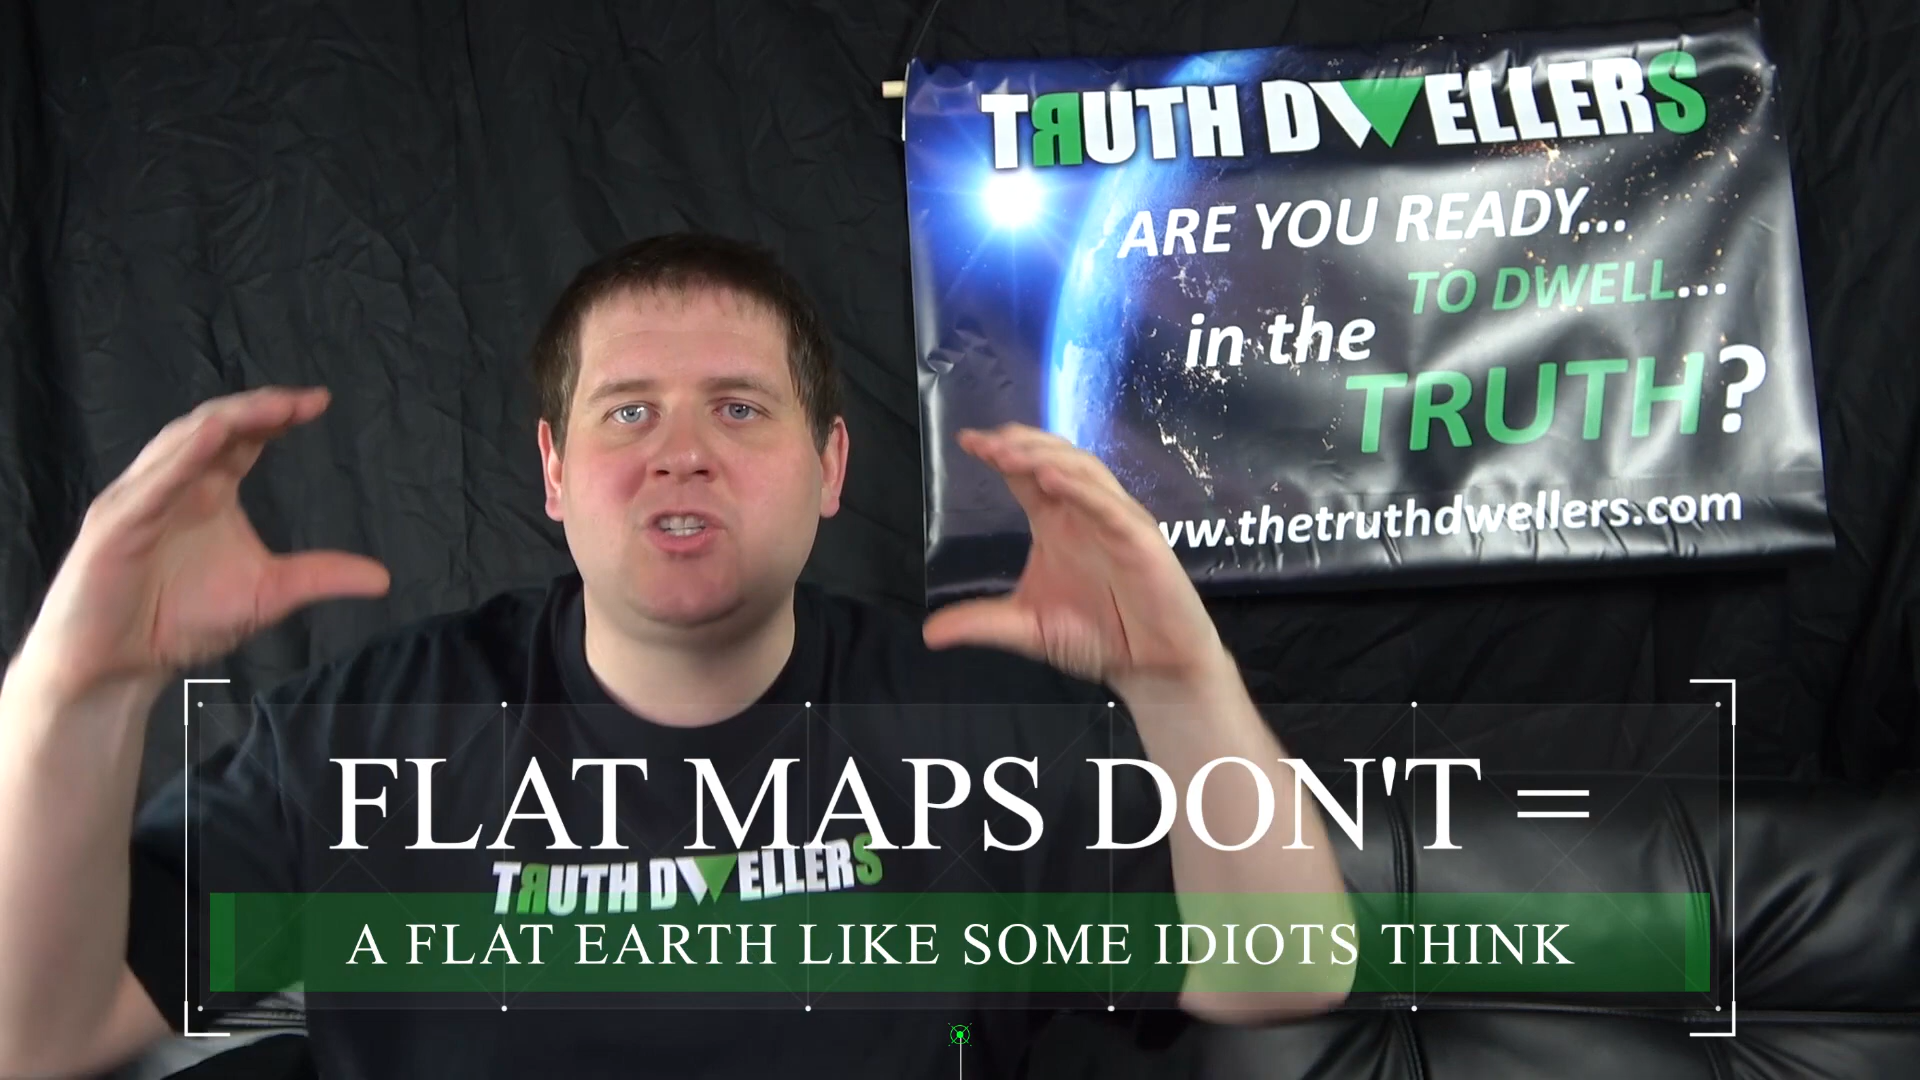 TRUTH DWELLERS
ARE YOU READY...
TO DWELL...
in the
TRUTH?
ww.thetruthdwellers.com
FLAT MAPS DON'T =
TRUTH DWELLERS
A FLAT EARTH LIKE SOME IDIOTS THINK